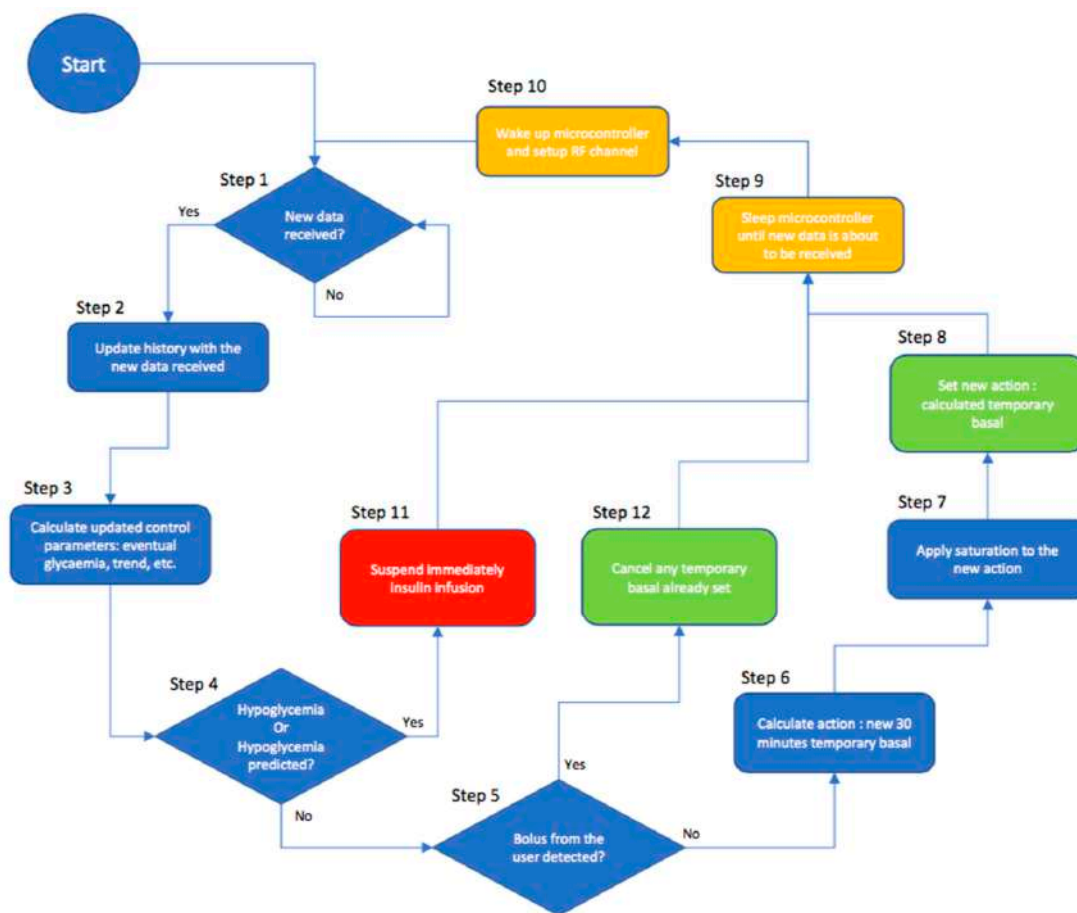 Start
Step 10
Wake up microcontroller
and setup RF channel
Step 1
New data
received?
Yes
No
Step 9
Sleep microcontroller
until new data is about
to be received
Step 2
Update history with the
new data received
Step 8
Set new action :
calculated temporary
basal
Step 3
Calculate updated control
parameters: eventual
glycaemia, trend, etc.
Step 11
Suspend immediately
insulin infusion
Step 12
Cancel any temporary
basal already set
Step 7
Apply saturation to the
new action
Step 4
Hypoglycemia
Or
Hypoglycemia
predicted?
Yes
No
Step 5
Bolus from the
user detected?
Yes
No
Step 6
Calculate action : new 30
minutes temporary basal